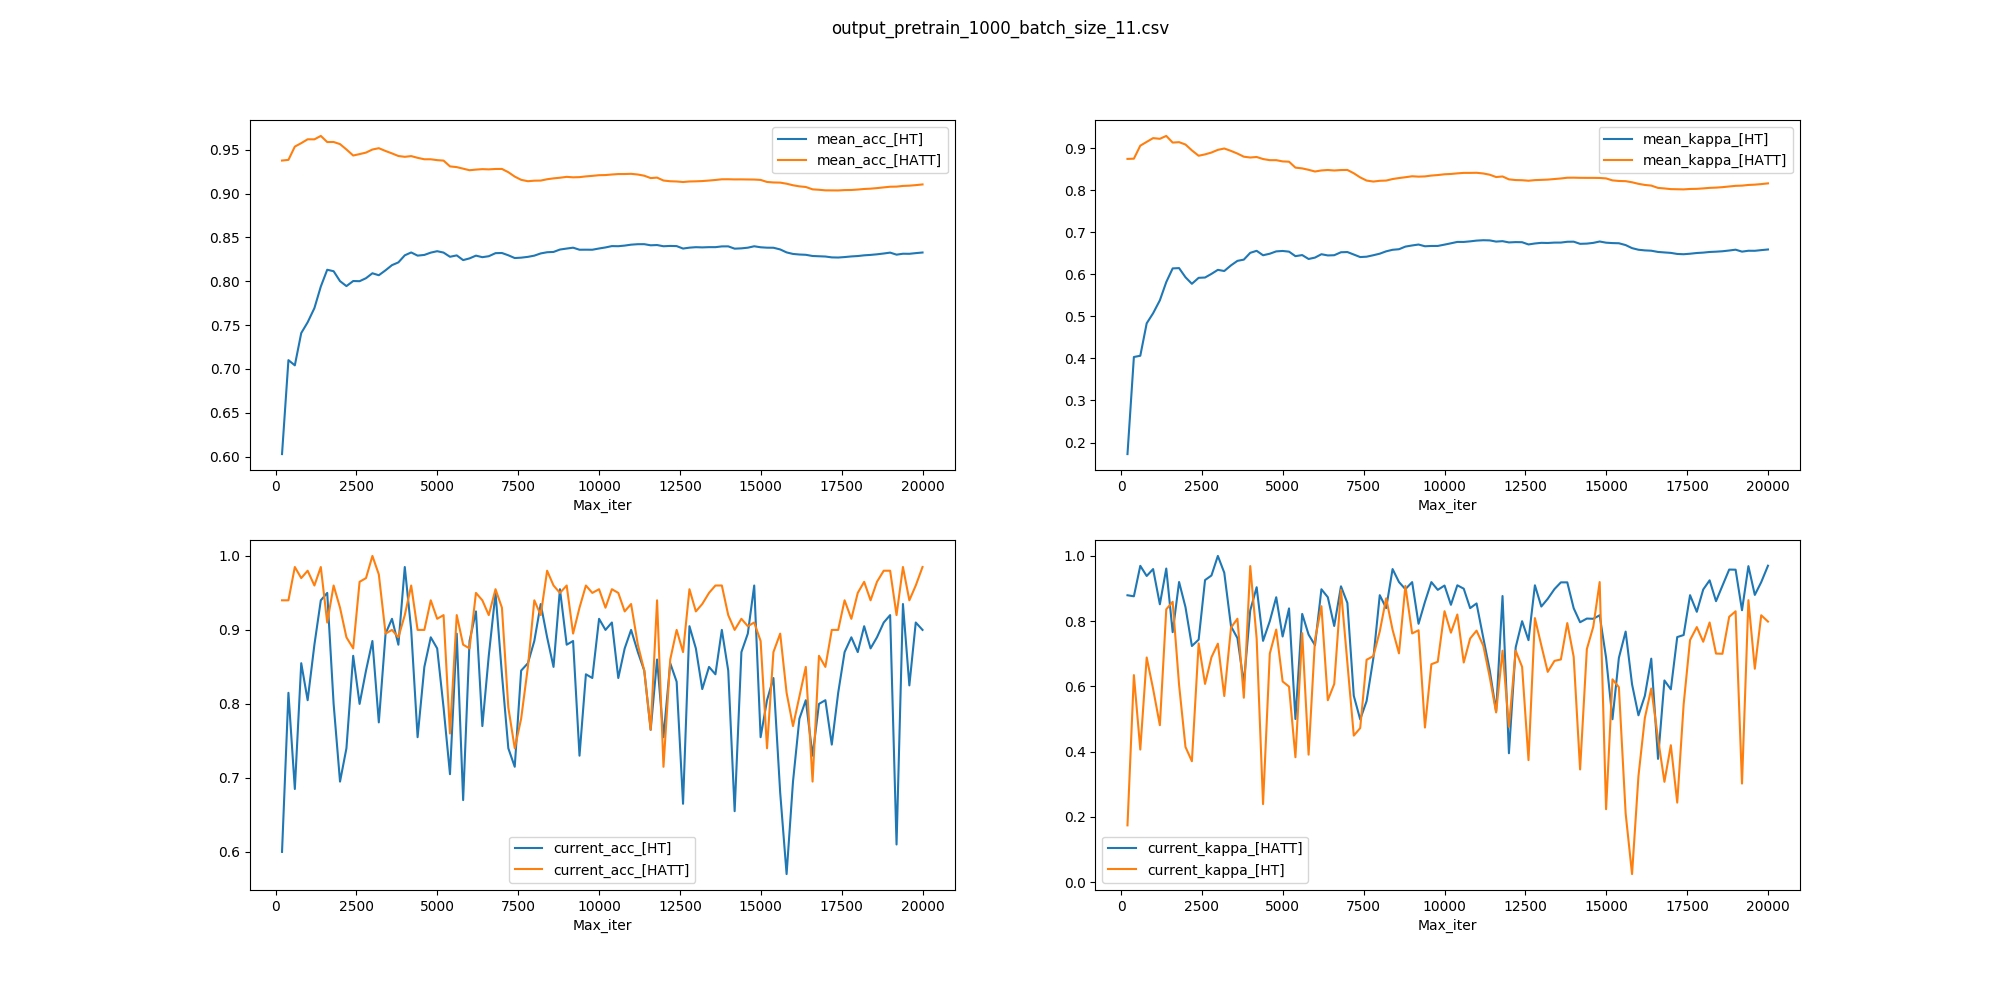 output_pretrain_1000_batch_size_11.csv
mean_acc_[HT]
mean_acc_[HATT]
0.95
0.90
0.85
0.80
0.75
0.70
0.65
0.60
0 2500 5000 7500 10000 12500 15000 17500 20000
Max_iter
mean_kappa_[HT]
mean_kappa_[HATT]
0.9
0.8
0.7
0.6
0.5
0.4
0.3
0.2
0 2500 5000 7500 10000 12500 15000 17500 20000
Max_iter
1.0
0.9
0.8
0.7
0.6
current_acc_[HT]
current_acc_[HATT]
0 2500 5000 7500 10000 12500 15000 17500 20000
Max_iter
1.0
0.8
0.6
0.4
0.2
0.0
current_kappa_[HATT]
current_kappa_[HT]
0 2500 5000 7500 10000 12500 15000 17500 20000
Max_iter